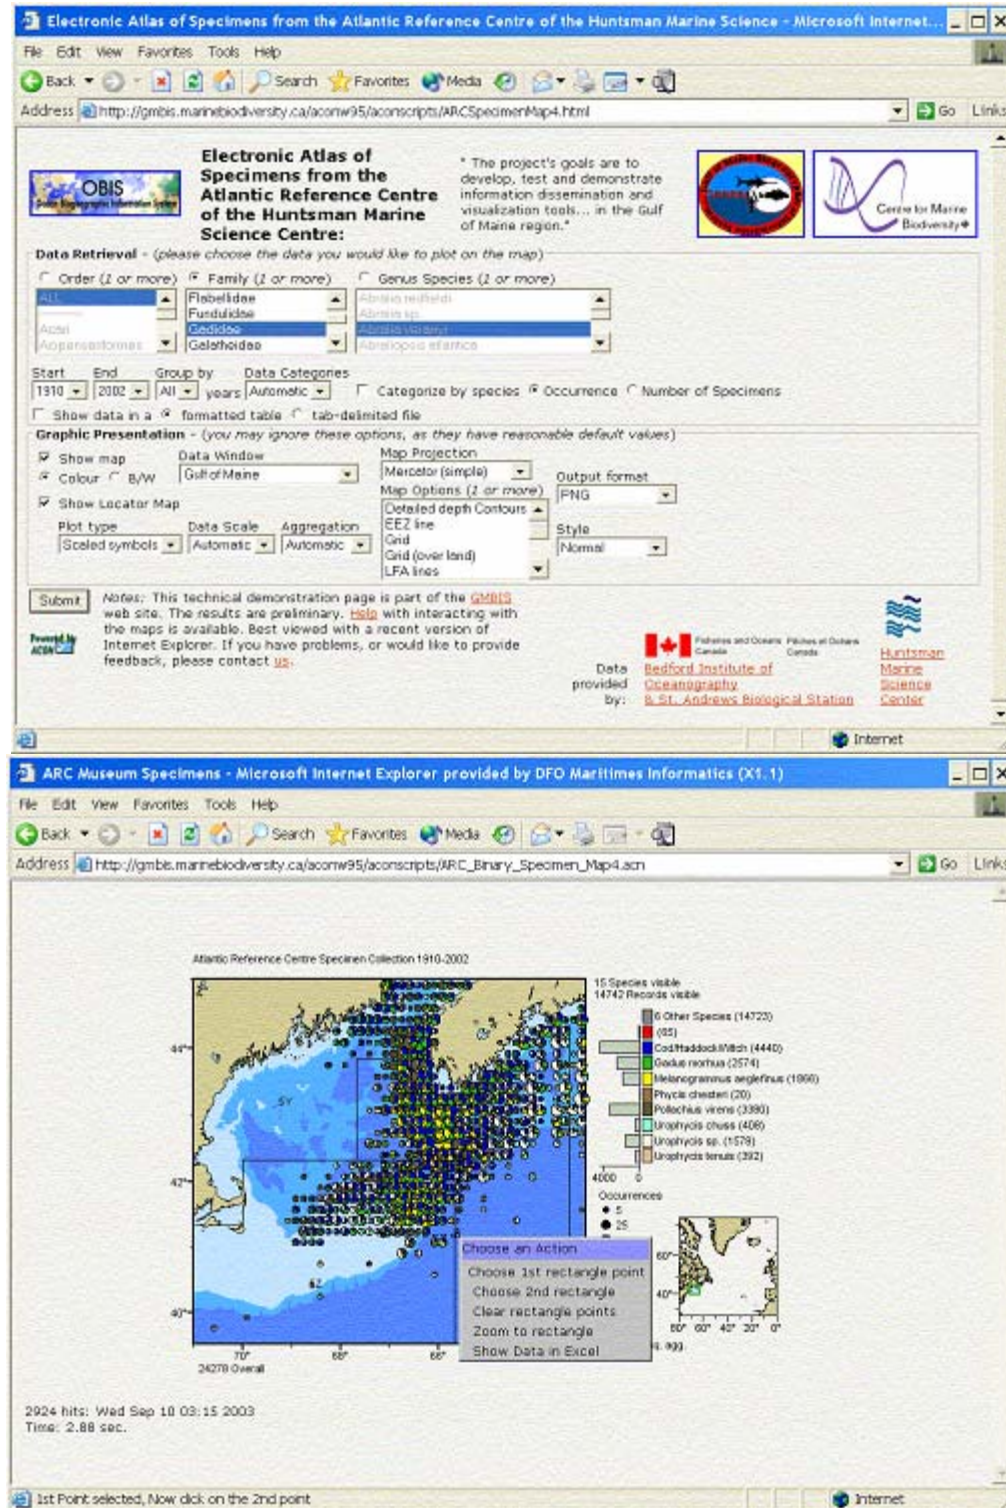 Electronic Atlas of Specimens from the Atlantic Reference Centre of the Huntsman Marine Science - Microsoft Internet...
File Edit View Favorites Tools Help
Back Search Favorites Media
Address http://gmbis.marinebiodiversity.ca/aconw95/aconscripts/ARCSpecimenMap4.html Go Links
OBIS
Ocean Biogeographic Information System
Electronic Atlas of
Specimens from the
Atlantic Reference Centre
of the Huntsman Marine
Science Centre:
" The project's goals are to
develop, test and demonstrate
information dissemination and
visualization tools... in the Gulf
of Maine region."
Centre for Marine
Biodiversity
Data Retrieval - (please choose the data you would like to plot on the map)
Order (1 or more) Family (1 or more) Genus Species (1 or more)
ALL Flabellidae Abralia redfieldi
Fundulidae Abralia sp.
Acari Gadidae Abralia veranyi
Galatheidae Abraliopsis atlantica
Start End Group by Data Categories
1910 2002 All years Automatic Categorize by species Occurrence Number of Specimens
Show data in a formatted table tab-delimited file
Graphic Presentation - (you may ignore these options, as they have reasonable default values)
Show map Data Window Map Projection
Colour B/W Gulf of Maine Mercator (simple) Output format
Map Options (1 or more) PNG
Show Locator Map Detailed depth Contours
Plot type Data Scale Aggregation EEZ line Style
Scaled symbols Automatic Automatic Grid Normal
Grid (over land)
LFA lines
Submit Notes: This technical demonstration page is part of the GMBIS
web site. The results are preliminary. Help with interacting with
the maps is available. Best viewed with a recent version of
Internet Explorer. If you have problems, or would like to provide
feedback, please contact us.
Powered by
ACON
Fisheries and Oceans Pêches et Océans
Canada Canada
Data
provided
by:
Bedford Institute of
Oceanography
& St. Andrews Biological Station
Huntsman
Marine
Science
Center
Internet
ARC Museum Specimens - Microsoft Internet Explorer provided by DFO Maritimes Informatics (X1.1)
File Edit View Favorites Tools Help
Back Search Favorites Media
Address http://gmbis.marinebiodiversity.ca/aconw95/aconscripts/ARC_Binary_Specimen_Map4.acn Go Links
Atlantic Reference Centre Specimen Collection 1910-2002
15 Species visible
14742 Records visible
6 Other Species (14723)
(65)
Cod/Haddock/Witch (4440)
Gadus morhua (2574)
Melanogrammus aeglefinus (1866)
Phycis chesteri (20)
Pollachius virens (3390)
Urophycis chuss (408)
Urophycis sp. (1578)
Urophycis tenuis (392)
4000 0
Occurrences
5
25
44°
42°
40°
70° 68° 66°
24278 Overall
Choose an Action
Choose 1st rectangle point
Choose 2nd rectangle
Clear rectangle points
Zoom to rectangle
Show Data in Excel
60°
40°
80° 60° 40° 20° 0°
agg.
2924 hits: Wed Sep 10 03:15 2003
Time: 2.88 sec.
1st Point selected, Now click on the 2nd point
Internet